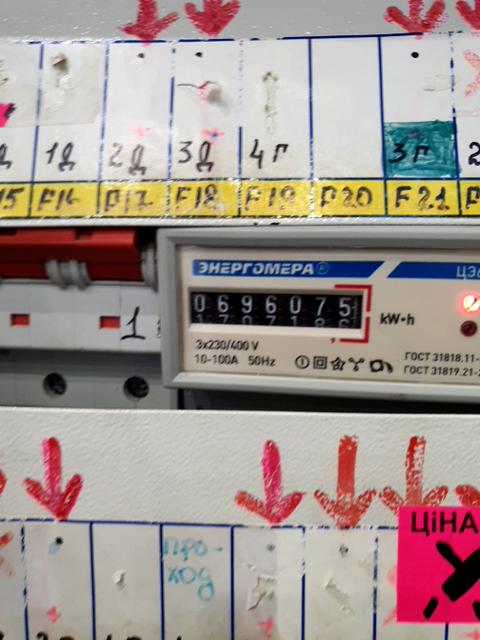 1Д 2Д 3Д 4Г 3Г
F16 F17 F18 F19 F20 F21
ЭНЕРГОМЕРА®
ЦЭ6
0696075
kW•h
1
3x230/400 V
10-100A 50Hz
ГОСТ 31818.11-
ГОСТ 31819.21-
ЦіНА
ПРО-
ХОД